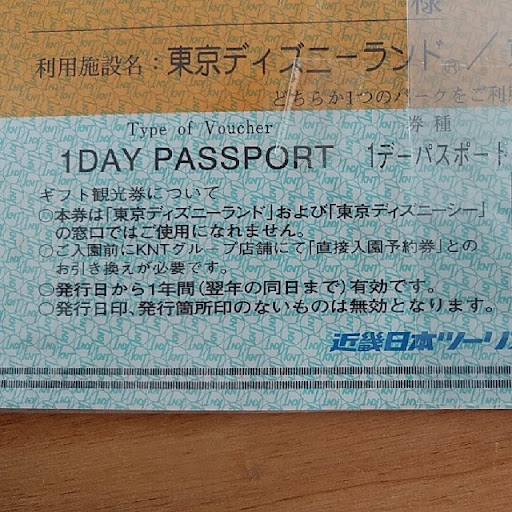 様
利用施設名：東京ディズニーランド®／
どちらか1つのパークをご利
Type of Voucher
券種
1DAY PASSPORT 1デーパスポート
ギフト観光券について
○本券は「東京ディズニーランド」および「東京ディズニーシー」
の窓口ではご使用になれません。
○ご入園前にKNTグループ店舗にて「直接入園予約券」との
お引き換えが必要です。
○発行日から1年間（翌年の同日まで）有効です。
○発行日印、発行箇所印のないものは無効となります。
近畿日本ツーリ